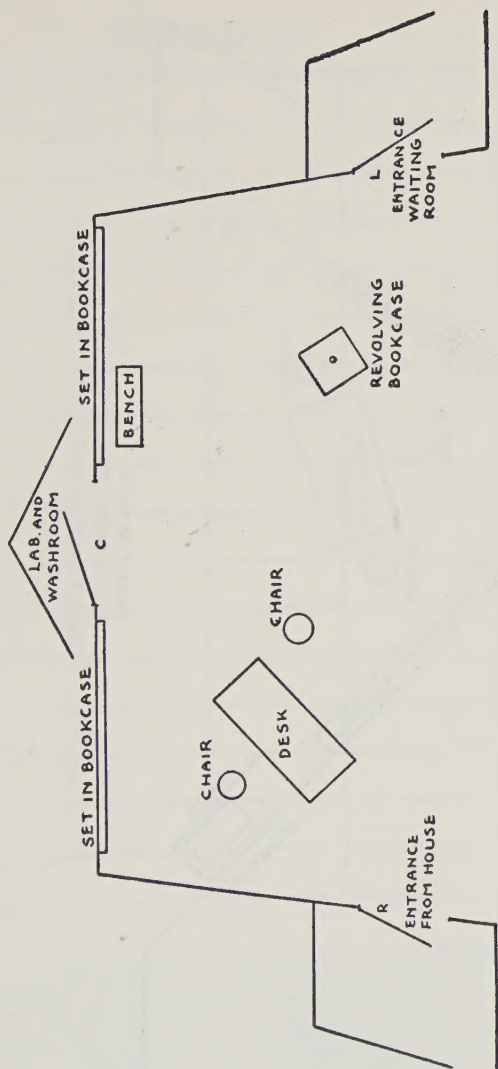 LAB. AND
WASHROOM
SET IN BOOKCASE
SET IN BOOKCASE
C
BENCH
CHAIR
DESK
CHAIR
REVOLVING
BOOKCASE
R
ENTRANCE
FROM HOUSE
L
ENTRANCE
WAITING
ROOM